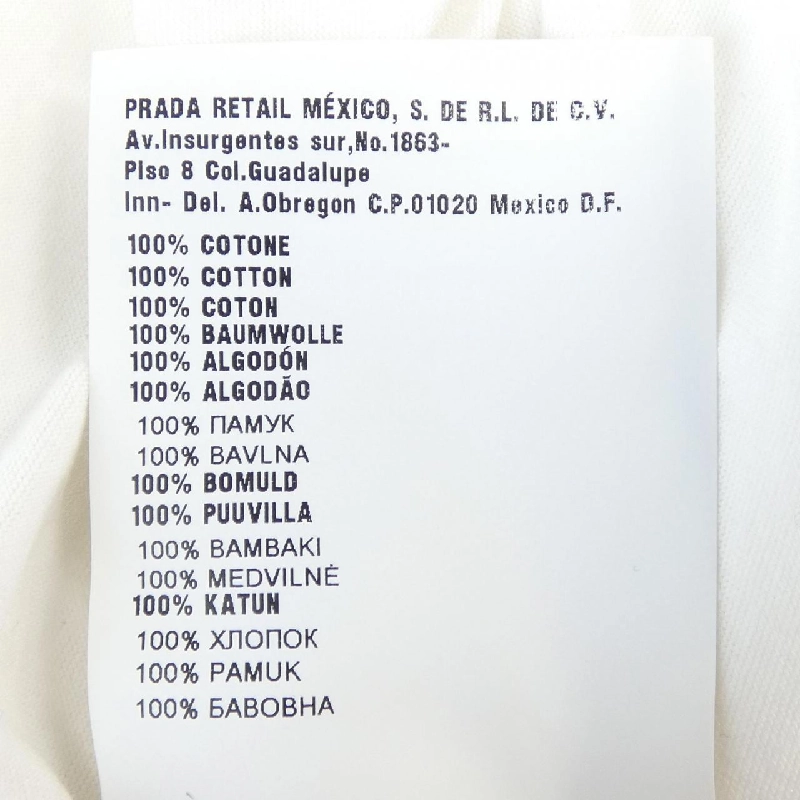 PRADA RETAIL MÉXICO, S. DE R.L. DE C.V.
Av.Insurgentes sur,No.1863-
Piso 8 Col.Guadalupe
Inn- Del. A.Obregon C.P.01020 Mexico D.F.
100% COTONE
100% COTTON
100% COTON
100% BAUMWOLLE
100% ALGODÓN
100% ALGODÃO
100% ПАМУК
100% BAVLNA
100% BOMULD
100% PUUVILLA
100% BAMBAKI
100% MEDVILNĖ
100% KATUN
100% ХЛОПОК
100% PAMUK
100% БАВОВНА